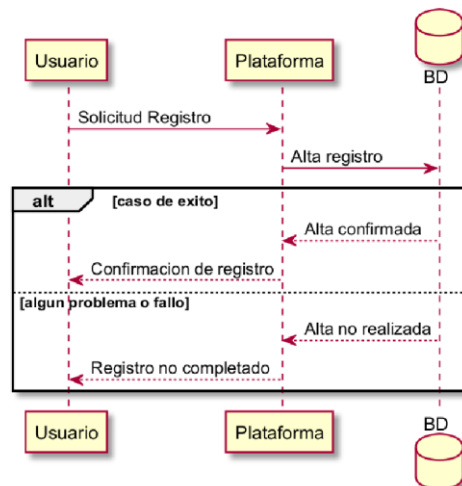 Usuario
Plataforma
BD
Solicitud Registro
Alta registro
alt
[caso de exito]
Alta confirmada
Confirmacion de registro
[algun problema o fallo]
Alta no realizada
Registro no completado
Usuario
Plataforma
BD